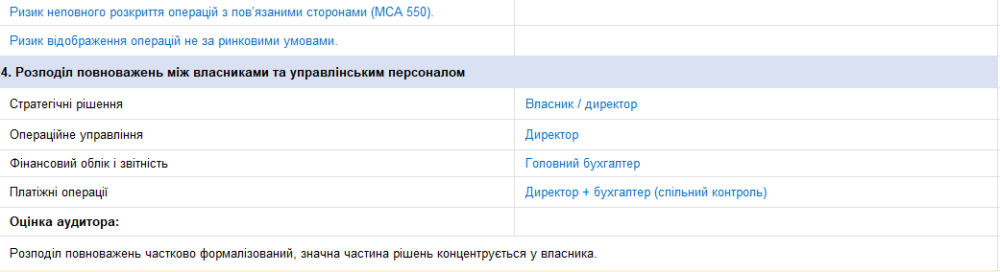 Ризик неповного розкриття операцій з пов’язаними сторонами (МСА 550).
Ризик відображення операцій не за ринковими умовами.
4. Розподіл повноважень між власниками та управлінським персоналом
Стратегічні рішення Власник / директор
Операційне управління Директор
Фінансовий облік і звітність Головний бухгалтер
Платіжні операції Директор + бухгалтер (спільний контроль)
Оцінка аудитора:
Розподіл повноважень частково формалізований, значна частина рішень концентрується у власника.